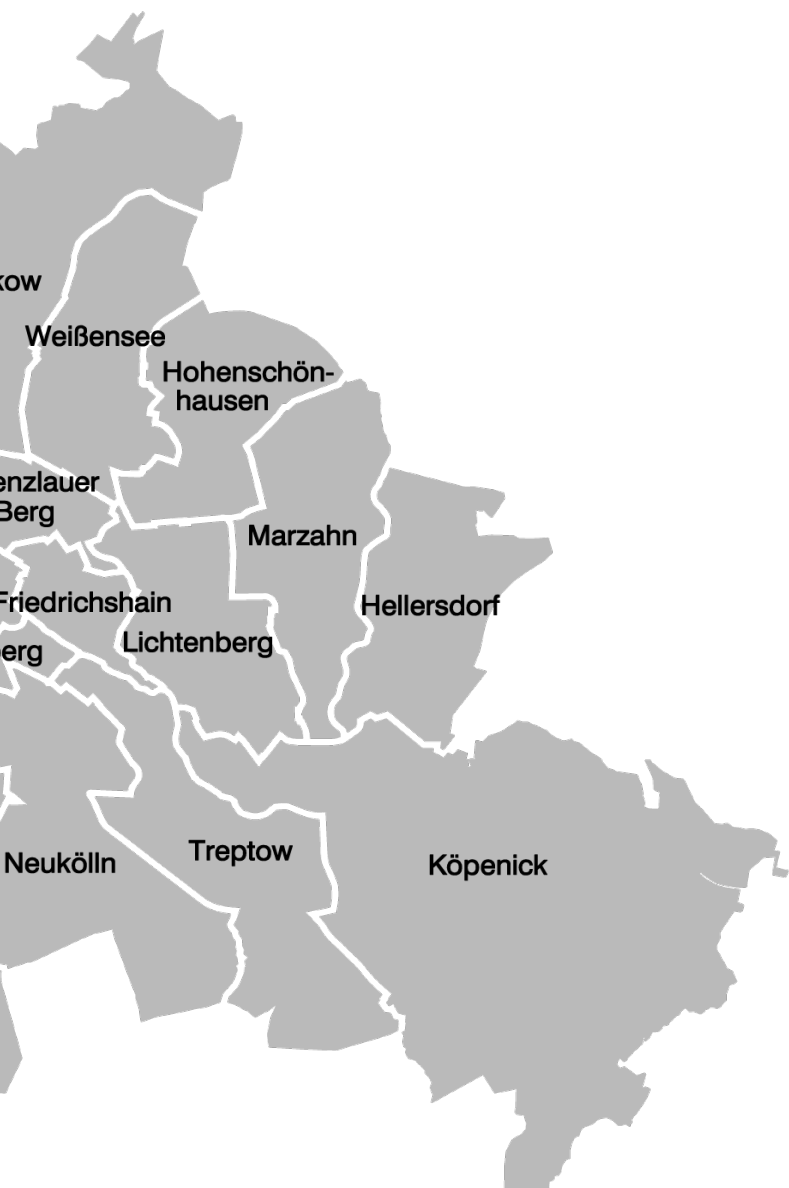 kow
Weißensee
Hohenschön-
hausen
enzlauer
Berg
Marzahn
Friedrichshain
Hellersdorf
Lichtenberg
erg
Treptow
Neukölln
Köpenick